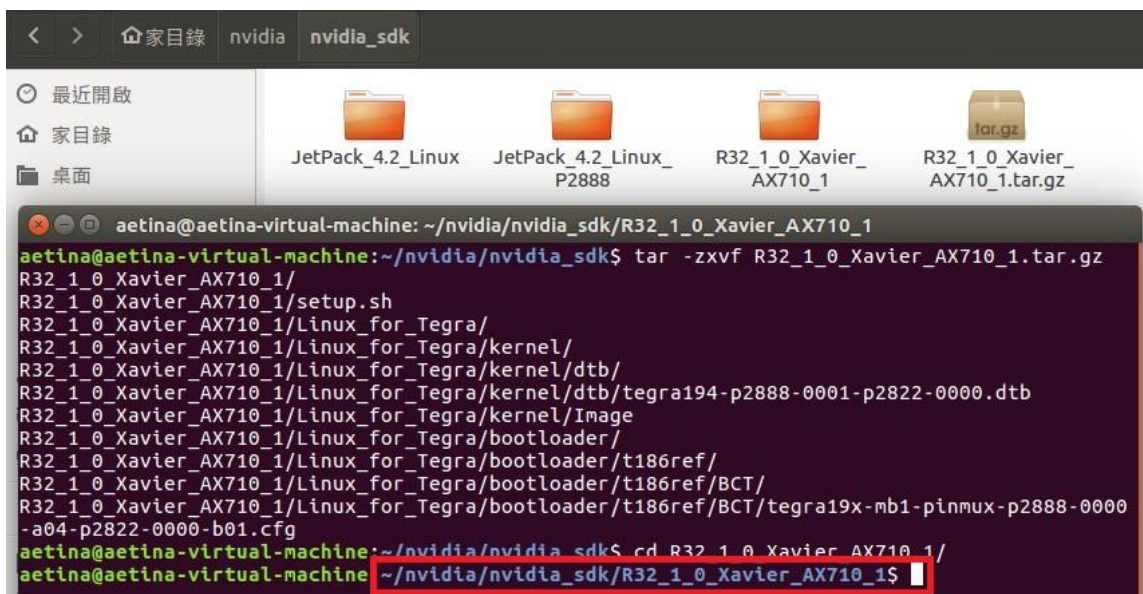 家目錄 nvidia nvidia_sdk
最近開啟
家目錄
桌面
JetPack_4.2_Linux
JetPack_4.2_Linux_
P2888
R32_1_0_Xavier_
AX710_1
tar.gz
R32_1_0_Xavier_
AX710_1.tar.gz
aetina@aetina-virtual-machine: ~/nvidia/nvidia_sdk/R32_1_0_Xavier_AX710_1
aetina@aetina-virtual-machine:~/nvidia/nvidia_sdk$ tar -zxvf R32_1_0_Xavier_AX710_1.tar.gz
R32_1_0_Xavier_AX710_1/
R32_1_0_Xavier_AX710_1/setup.sh
R32_1_0_Xavier_AX710_1/Linux_for_Tegra/
R32_1_0_Xavier_AX710_1/Linux_for_Tegra/kernel/
R32_1_0_Xavier_AX710_1/Linux_for_Tegra/kernel/dtb/
R32_1_0_Xavier_AX710_1/Linux_for_Tegra/kernel/dtb/tegra194-p2888-0001-p2822-0000.dtb
R32_1_0_Xavier_AX710_1/Linux_for_Tegra/kernel/Image
R32_1_0_Xavier_AX710_1/Linux_for_Tegra/bootloader/
R32_1_0_Xavier_AX710_1/Linux_for_Tegra/bootloader/t186ref/
R32_1_0_Xavier_AX710_1/Linux_for_Tegra/bootloader/t186ref/BCT/
R32_1_0_Xavier_AX710_1/Linux_for_Tegra/bootloader/t186ref/BCT/tegra19x-mb1-pinmux-p2888-0000
-a04-p2822-0000-b01.cfg
aetina@aetina-virtual-machine:~/nvidia/nvidia_sdk$ cd R32_1_0_Xavier_AX710_1/
aetina@aetina-virtual-machine ~/nvidia/nvidia_sdk/R32_1_0_Xavier_AX710_1$